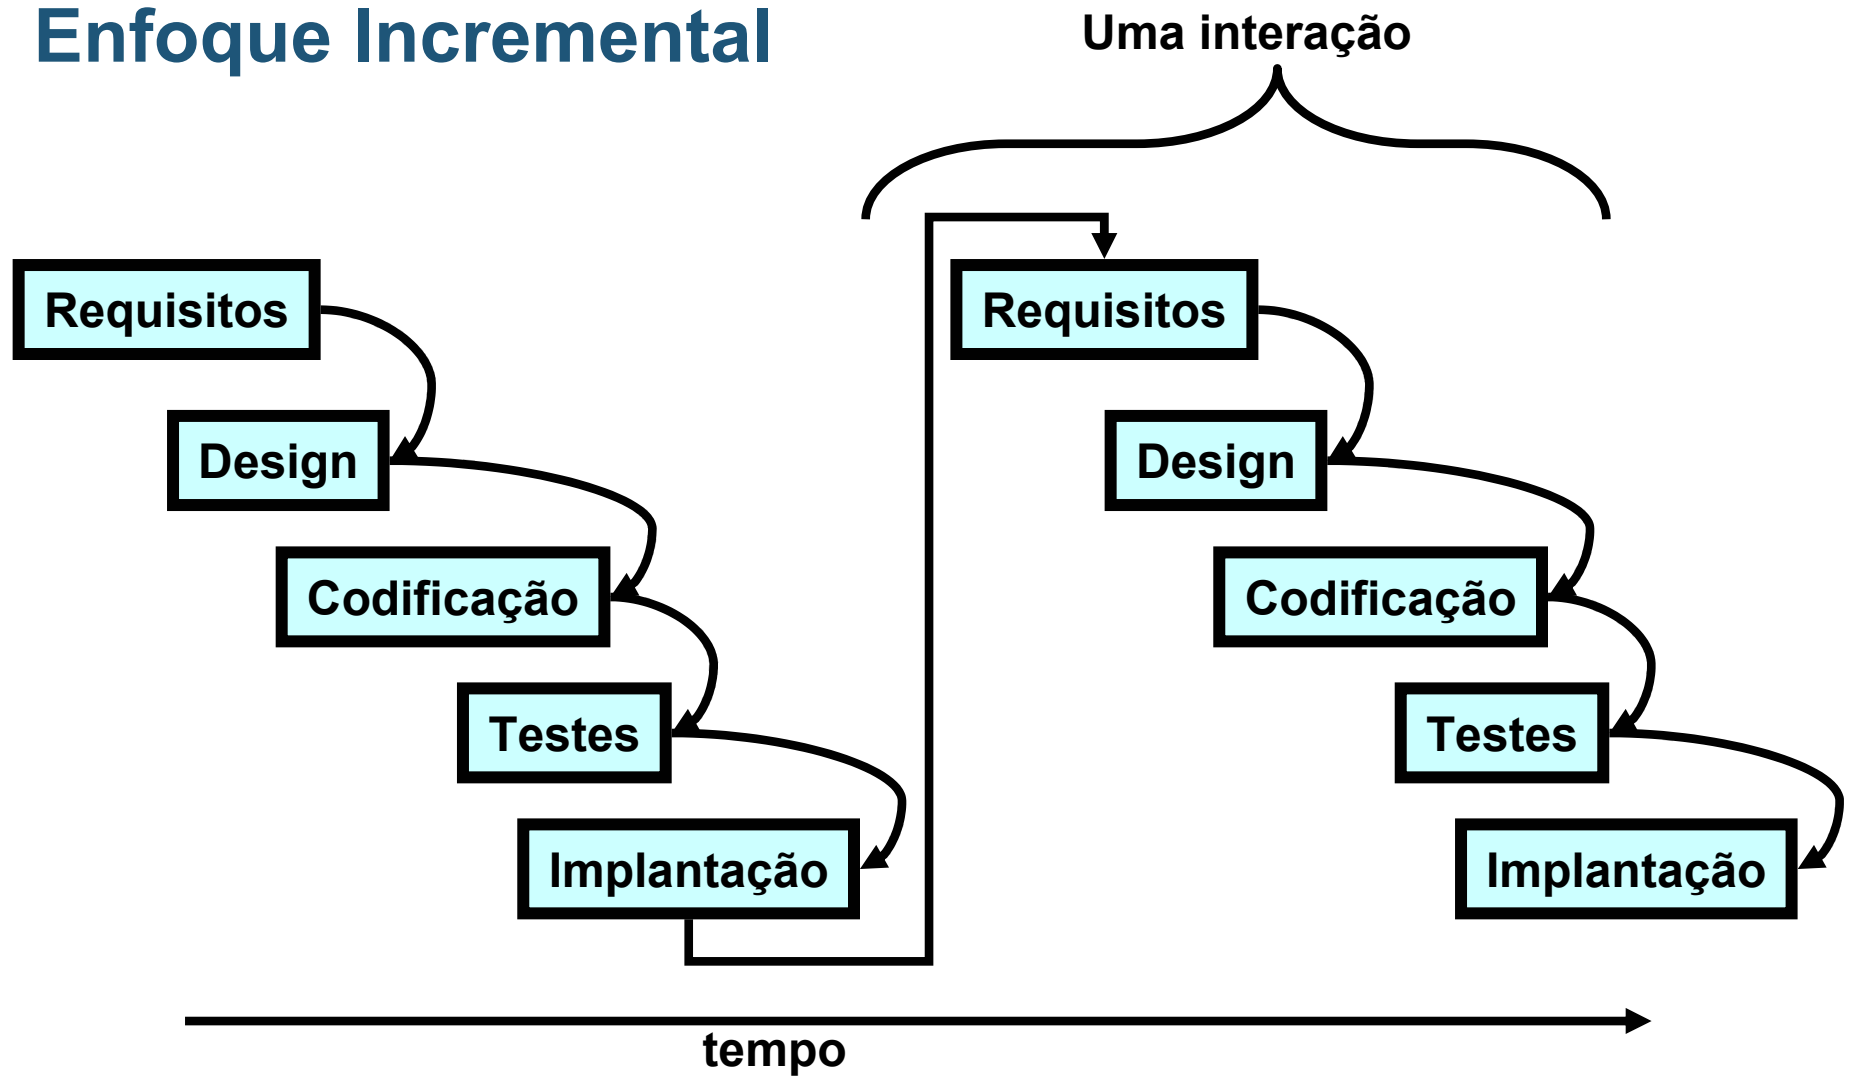 Enfoque Incremental
Uma interação
Requisitos
Design
Codificação
Testes
Implantação
Requisitos
Design
Codificação
Testes
Implantação
tempo